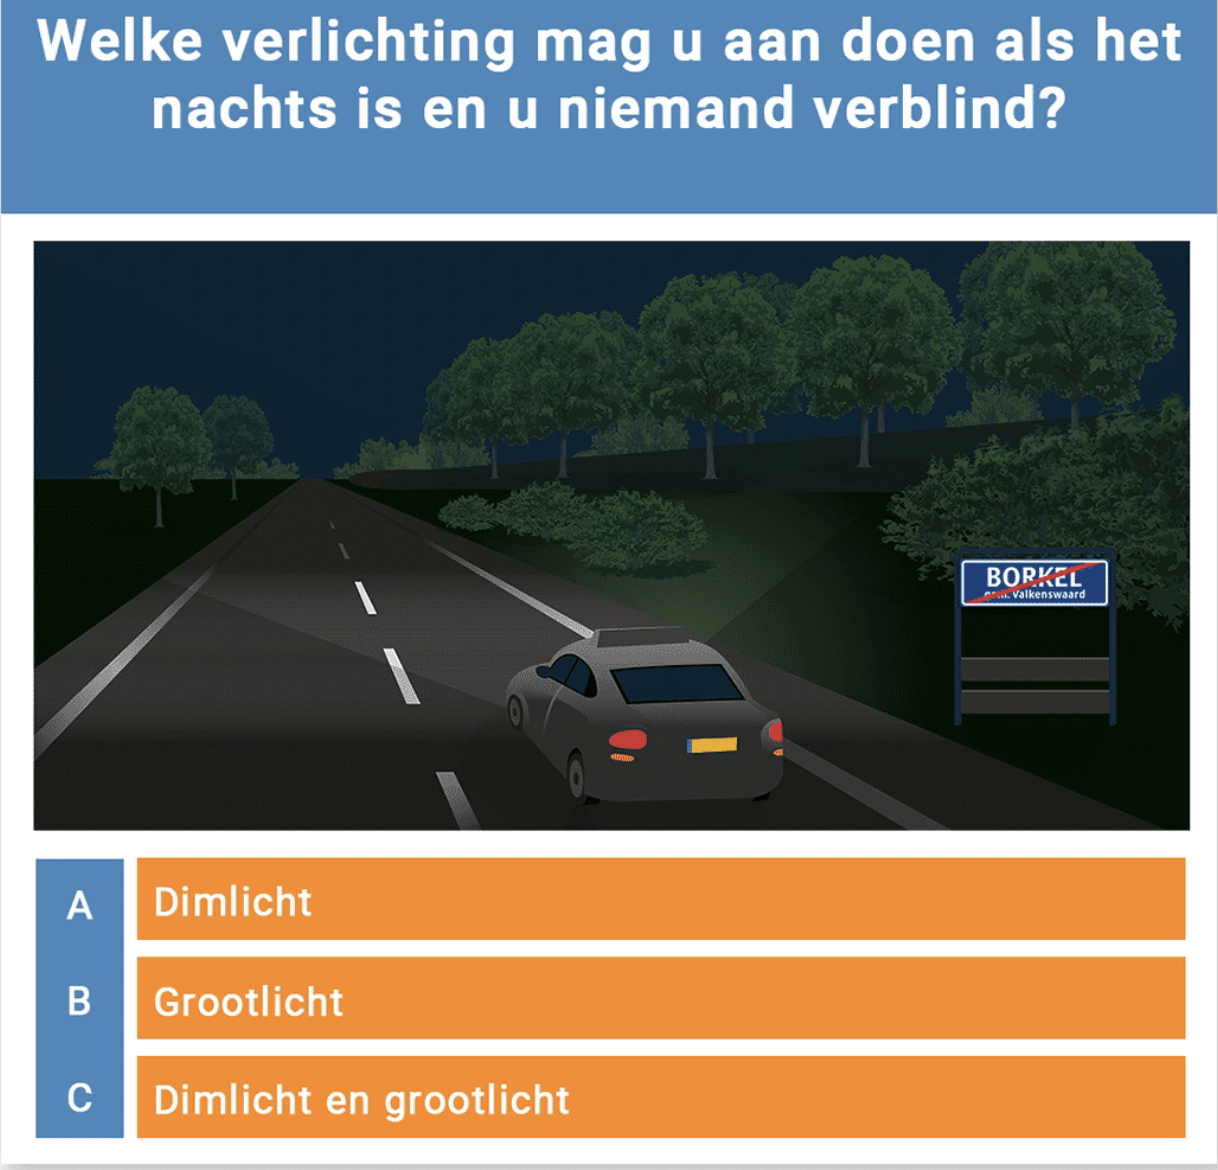 Welke verlichting mag u aan doen als het
nachts is en u niemand verblind?
BORKEL
gem. Valkenswaard
A
Dimlicht
B
Grootlicht
C
Dimlicht en grootlicht